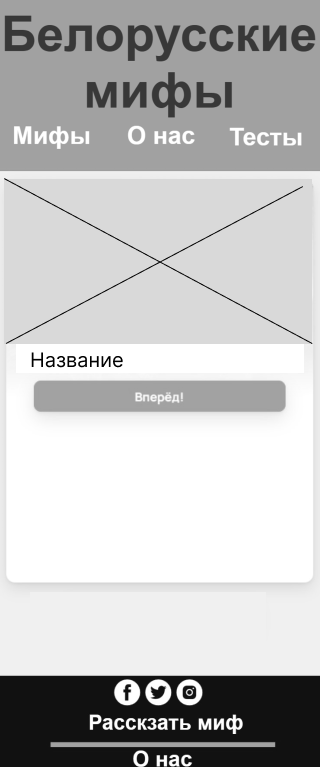 Белорусские
мифы
Мифы О нас Тесты
Название
Вперёд!
Расскзать миф
О нас